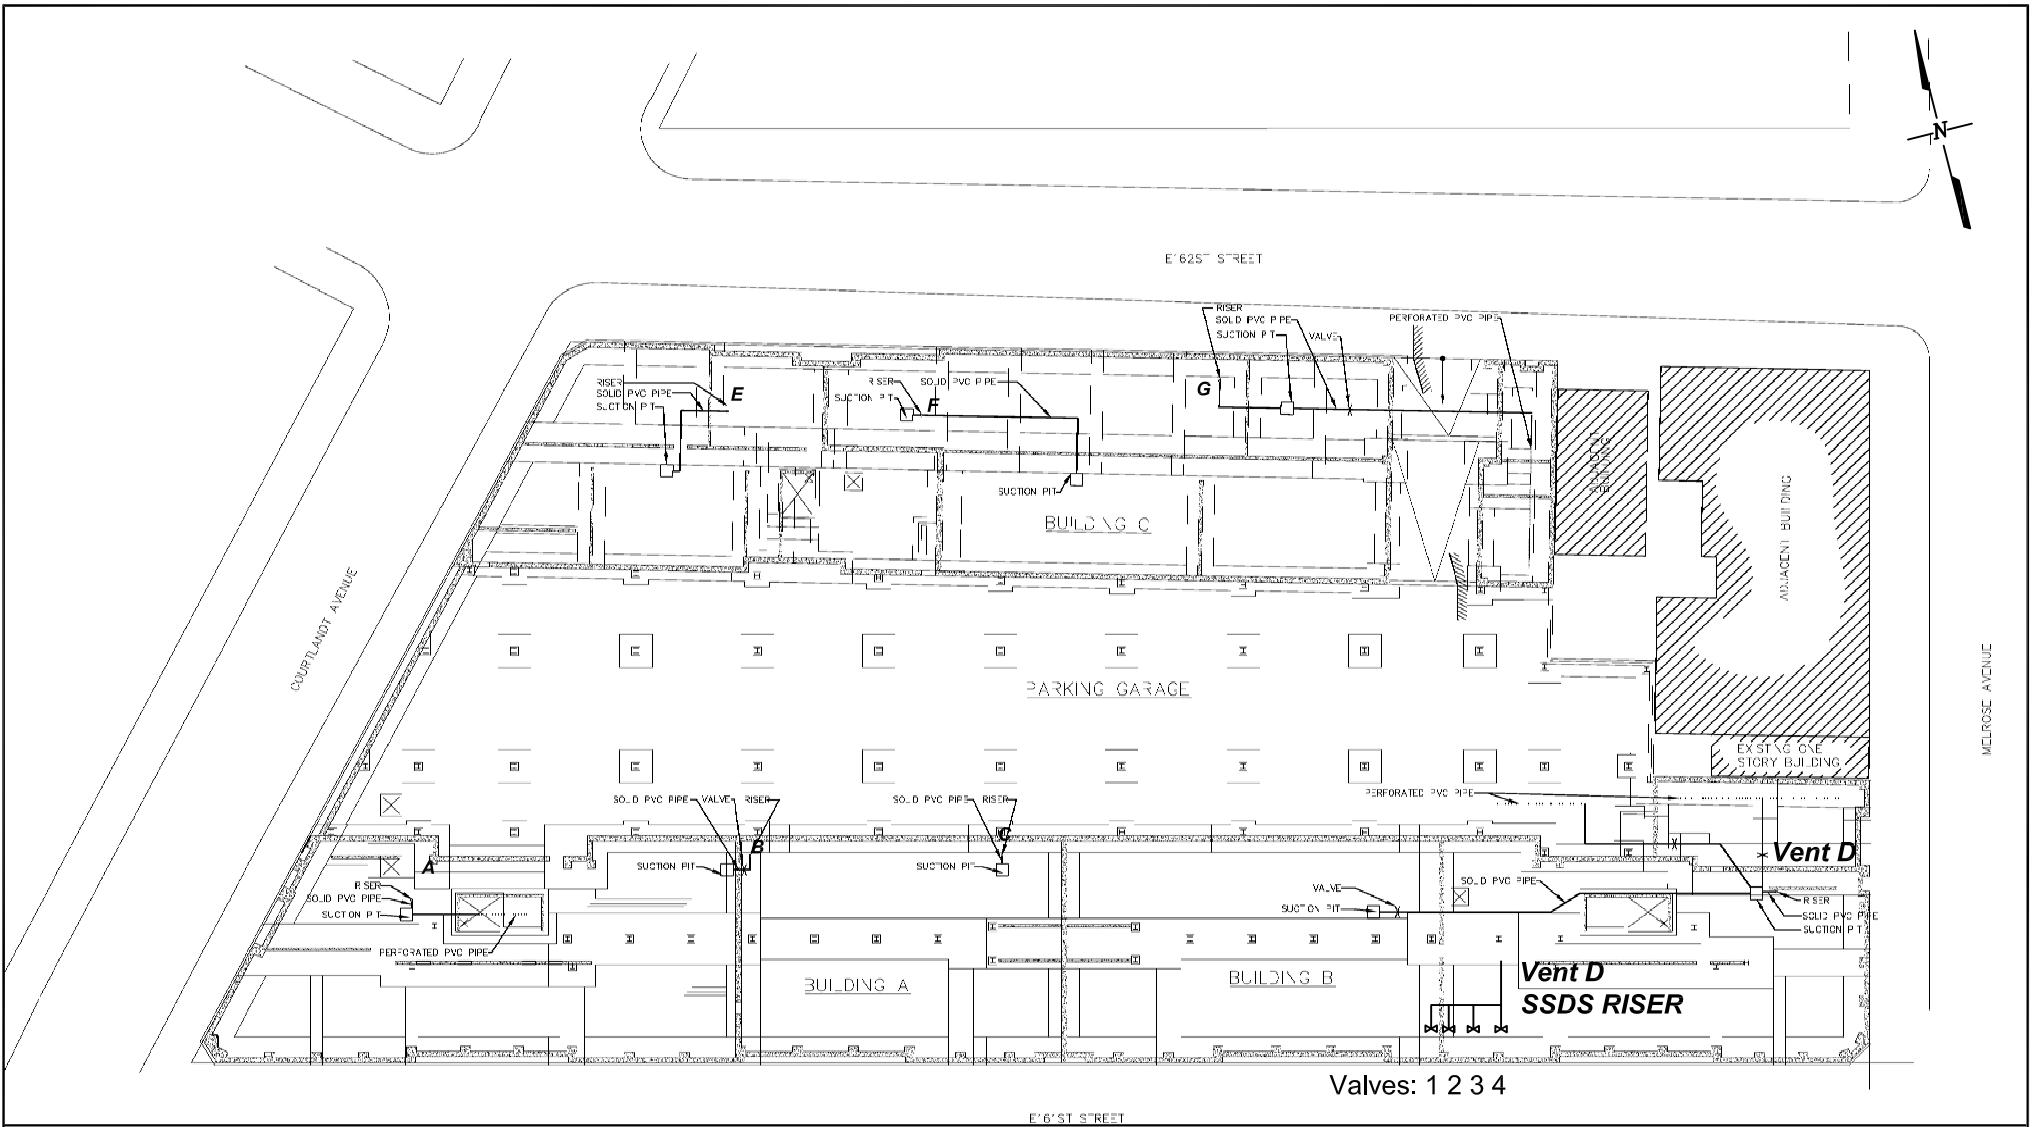 N
E'62ST STREET
RISER
SOLID PVC PIPE
SUCTION PIT
VALVE
PERFORATED PVC PIPE
RISER
SOLID PVC PIPE
SUCTION PIT
E
RISER
SOLID PVC PIPE
SUCTION PIT
F
G
SUCTION PIT
BUILDING C
ADJACENT
BUILDING
ADJACENT BUILDING
COURTLANDT AVENUE
PARKING GARAGE
MELROSE AVENUE
EXISTING ONE
STORY BUILDING
SOLID PVC PIPE
VALVE
RISER
SOLID PVC PIPE
RISER
PERFORATED PVC PIPE
A
SUCTION PIT
B
SUCTION PIT
C
Vent D
RISER
SOLID PVC PIPE
SUCTION PIT
PERFORATED PVC PIPE
VALVE
SUCTION PIT
SOLID PVC PIPE
RISER
SOLID PVC PIPE
SUCTION PIT
BUILDING A
BUILDING B
Vent D
SSDS RISER
Valves: 1 2 3 4
E'6'ST STREET